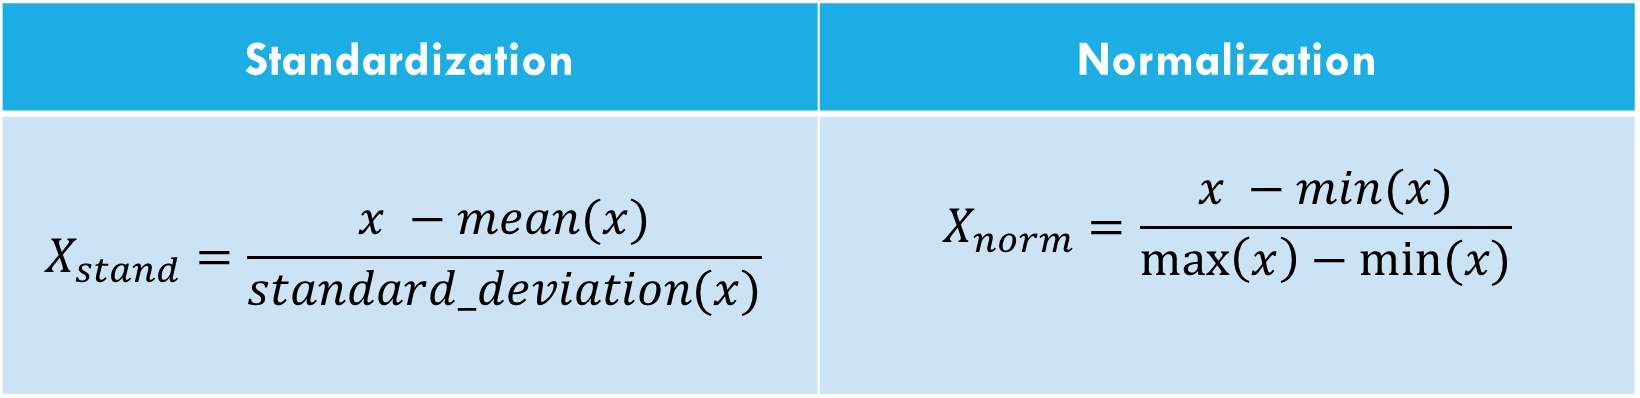 Standardization
Normalization
X_stand = x − mean(x) / standard_deviation(x)
X_norm = x − min(x) / max(x) − min(x)